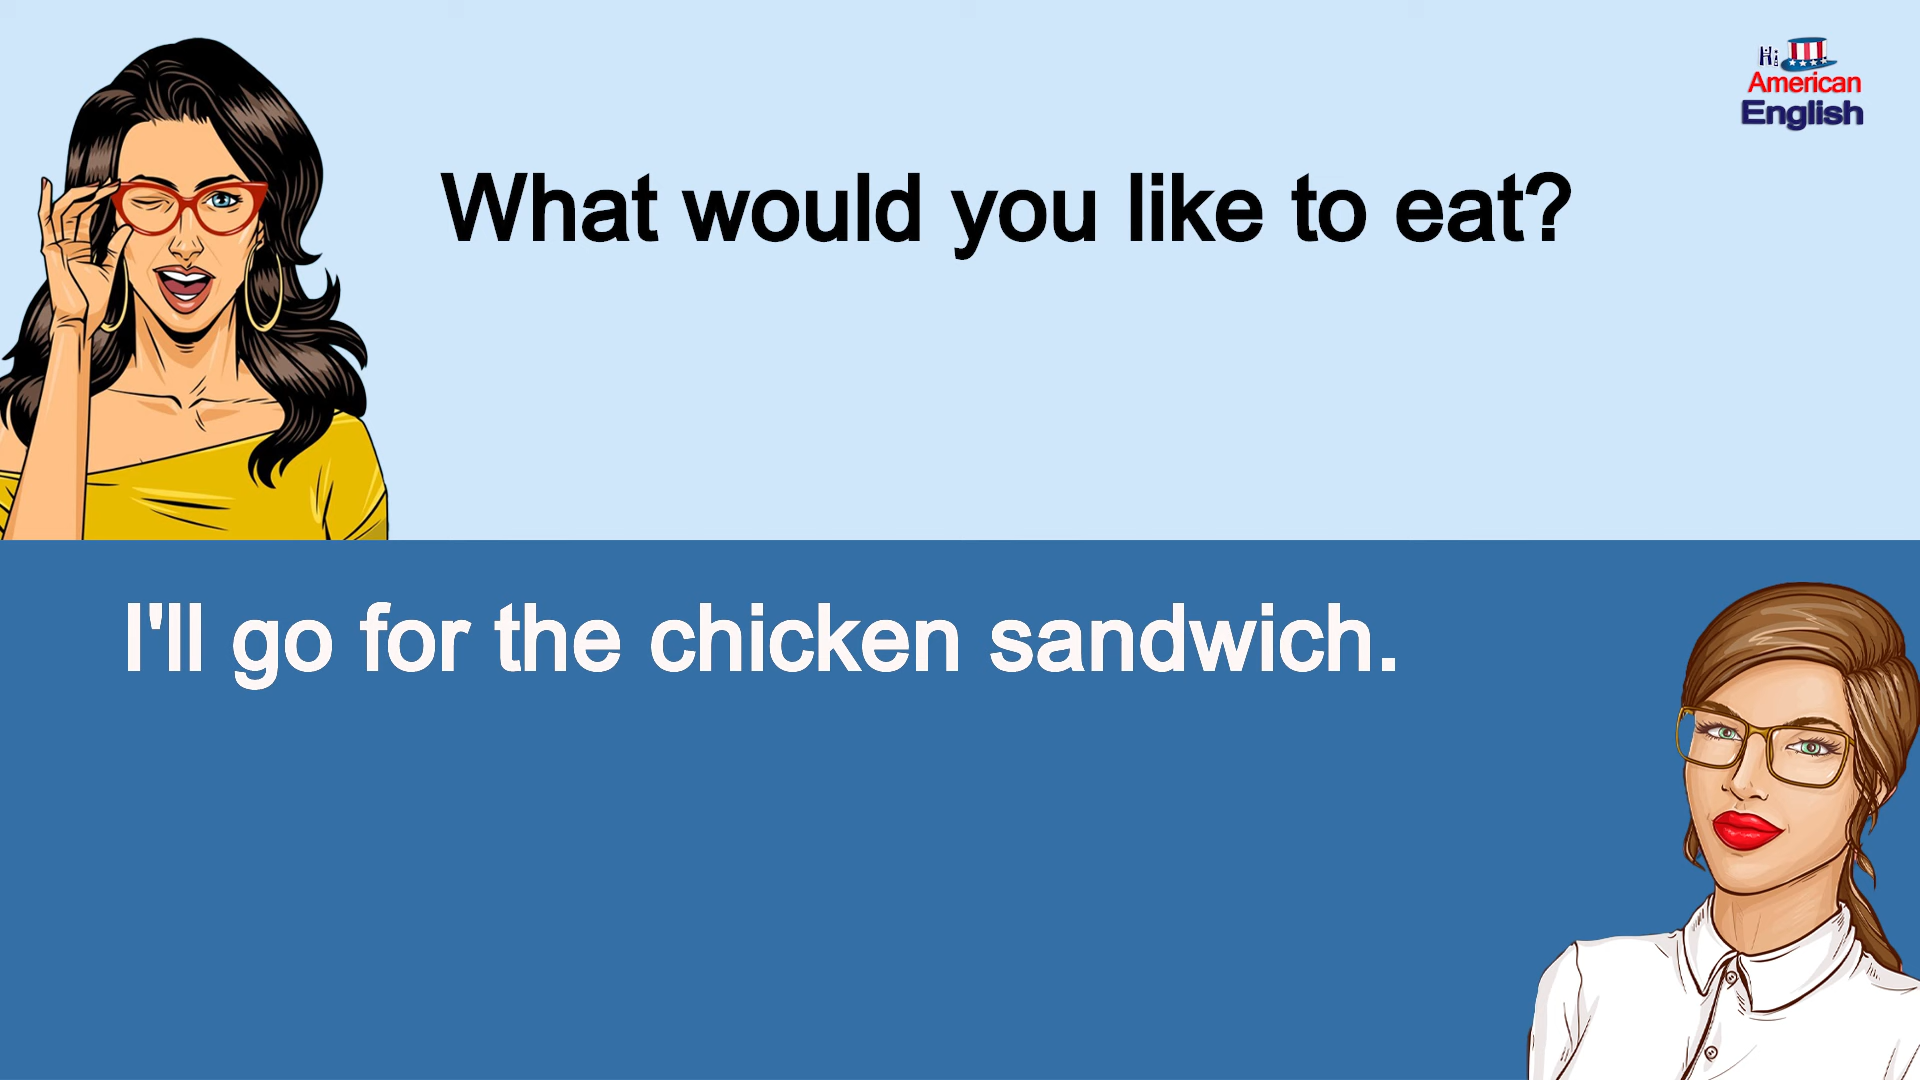 Hi
American
English
What would you like to eat?
I'll go for the chicken sandwich.